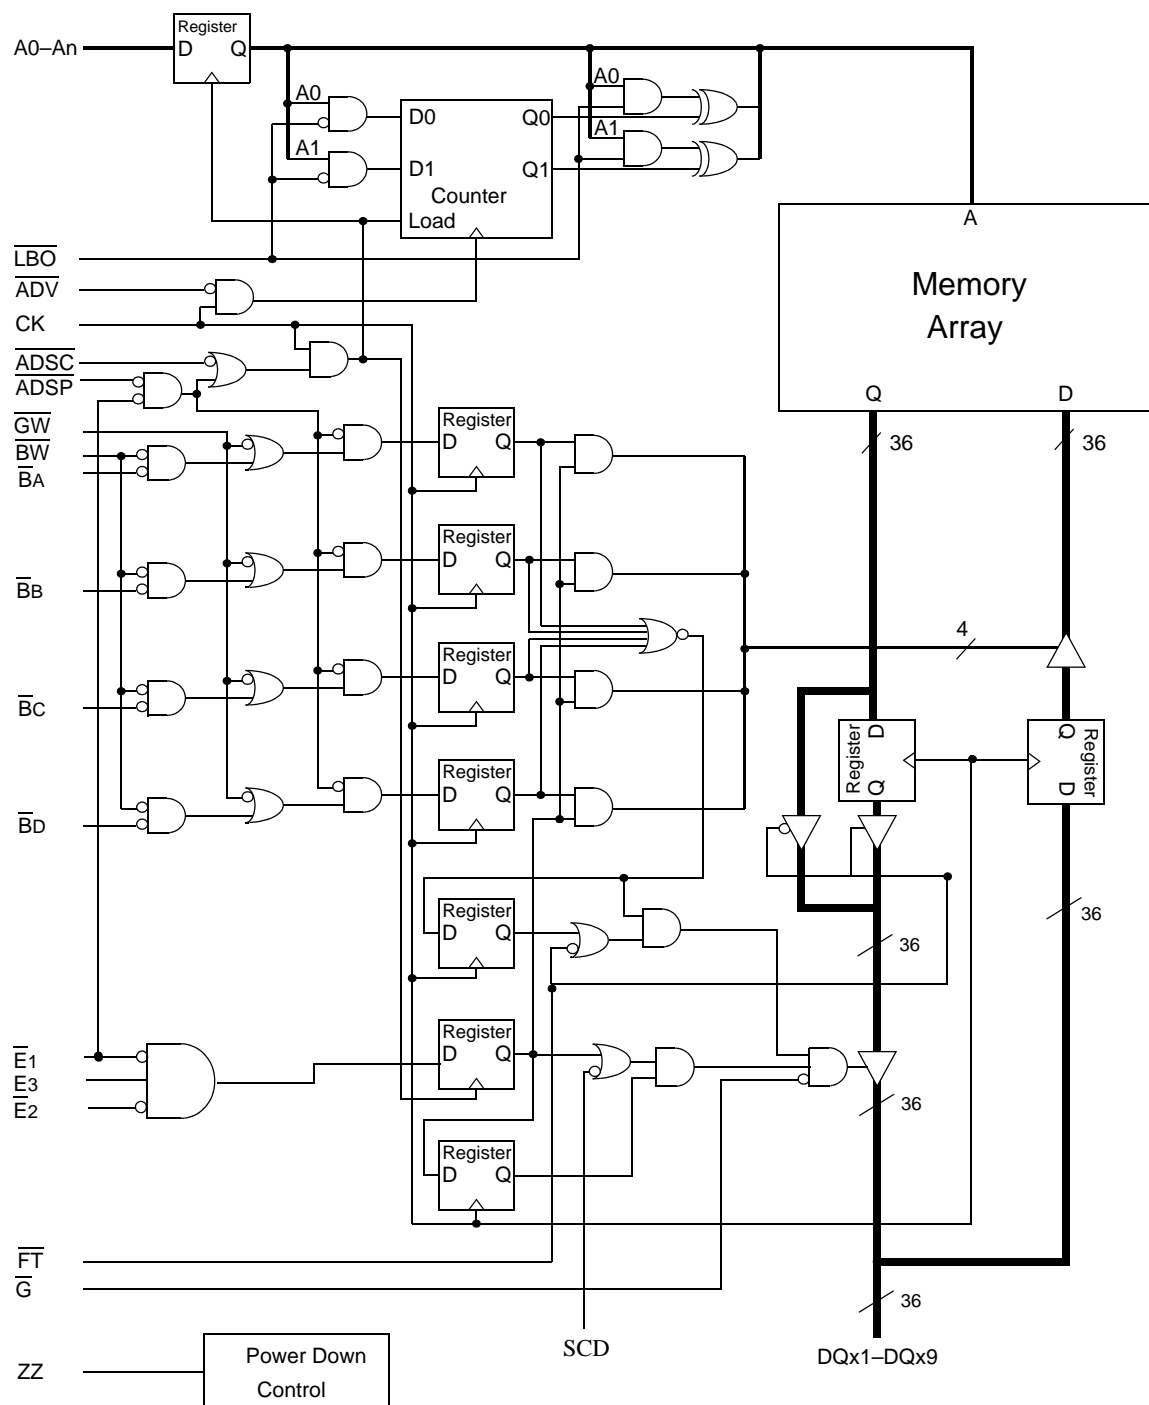 Register
A0–An
D Q
A0
A0
D0 Q0
A1
A1
D1 Q1
Counter
Load
A
LBO
ADV
Memory
CK
Array
ADSC
ADSP
Q D
Register
GW
D Q
36 36
BW
BA
Register
D Q
BB
4
Register
D Q
BC
Register
D
Q
Q
D
Register
Register
D Q
BD
Register
D Q
36
36
Register
D Q
E1
E3
E2
36
Register
D Q
FT
G
36
SCD
DQx1–DQx9
Power Down
ZZ
Control